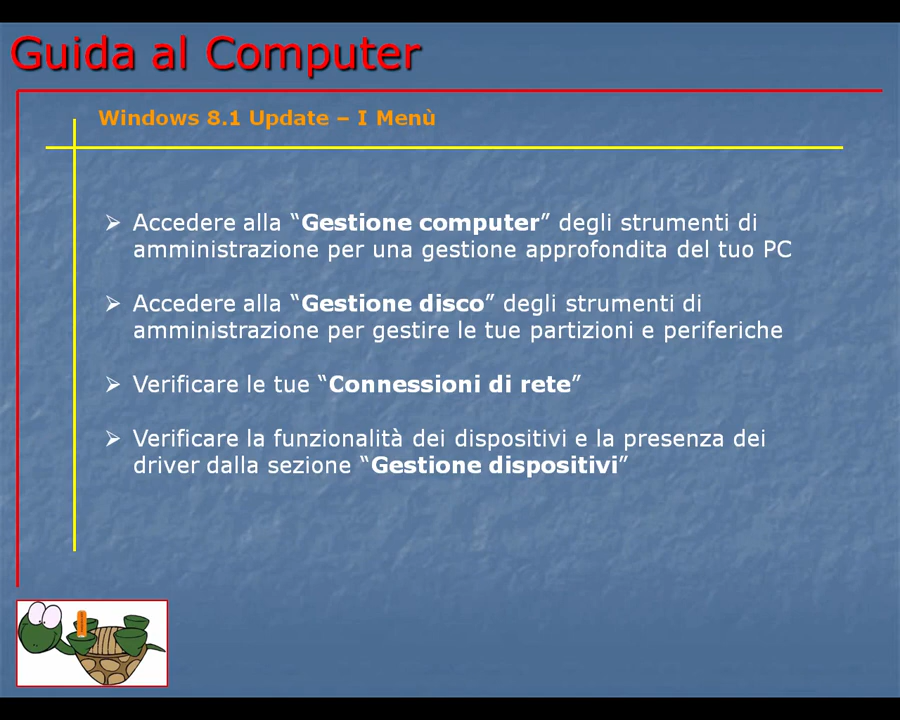 Guida al Computer
Windows 8.1 Update – I Menù
Accedere alla “Gestione computer” degli strumenti di
amministrazione per una gestione approfondita del tuo PC
Accedere alla “Gestione disco” degli strumenti di
amministrazione per gestire le tue partizioni e periferiche
Verificare le tue “Connessioni di rete”
Verificare la funzionalità dei dispositivi e la presenza dei
driver dalla sezione “Gestione dispositivi”